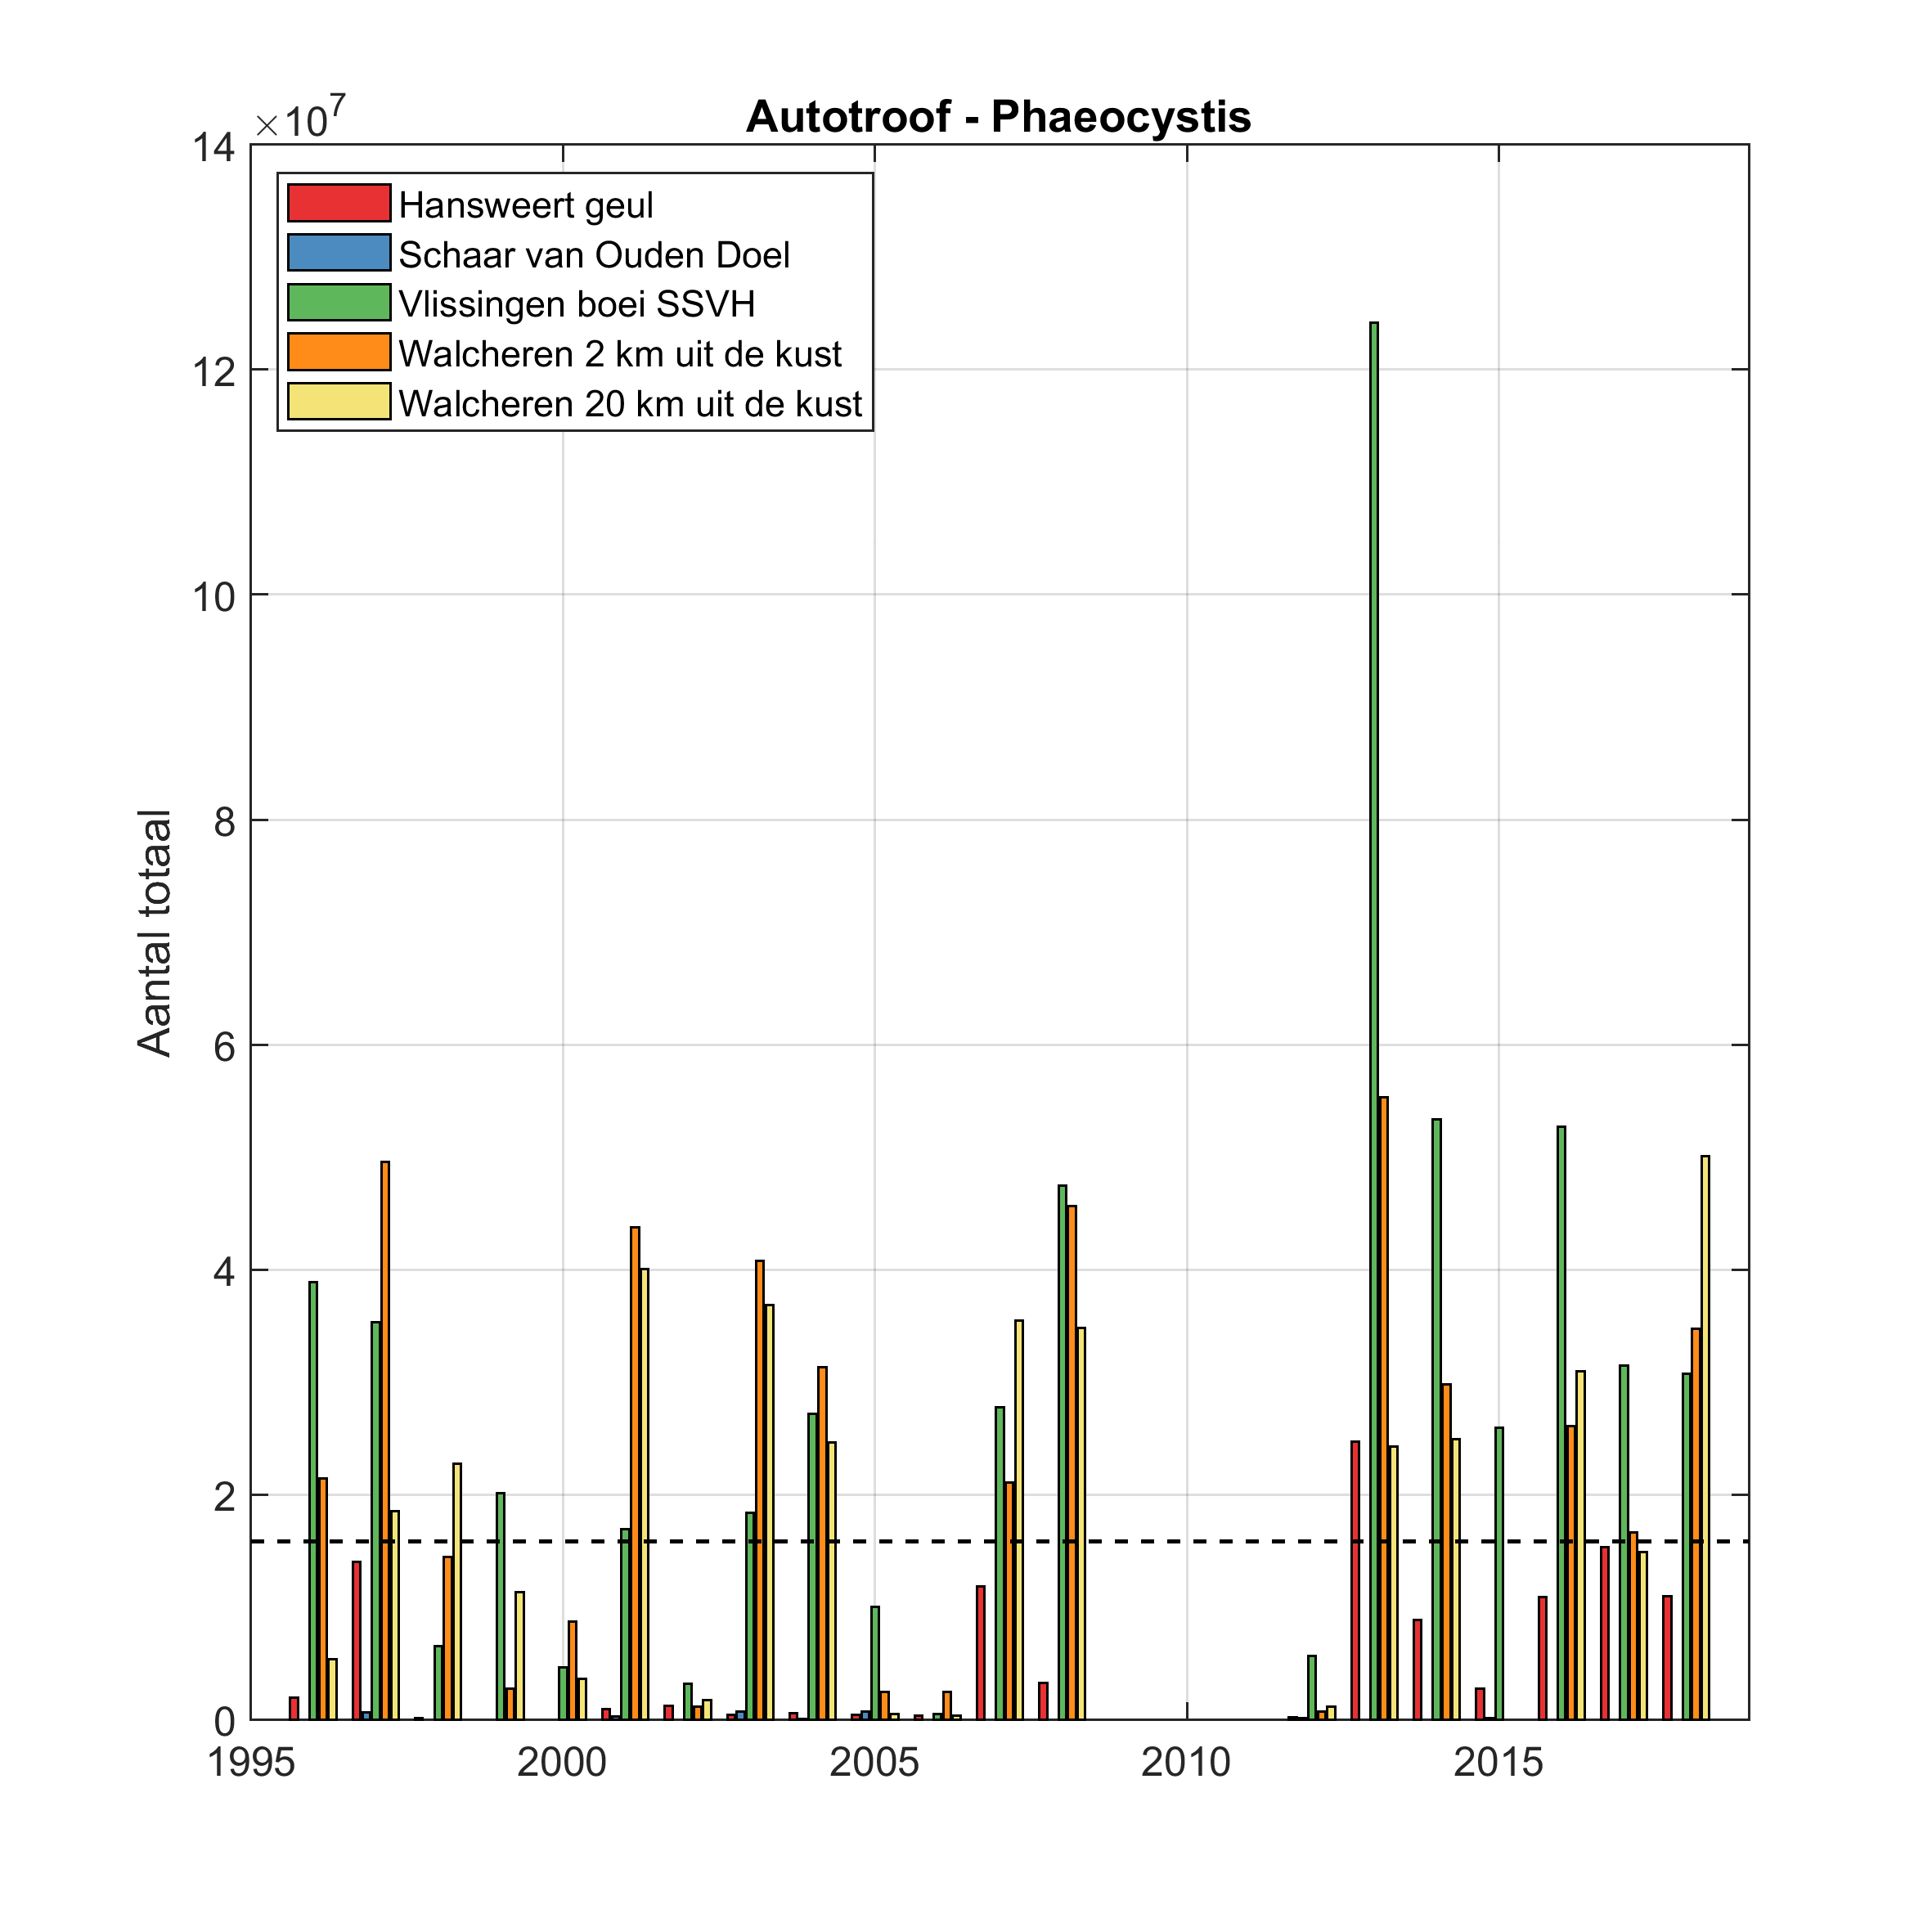 Autotroof - Phaeocystis
×10⁷
14
12
10
8
6
4
2
0
Aantal totaal
Hansweert geul
Schaar van Ouden Doel
Vlissingen boei SSVH
Walcheren 2 km uit de kust
Walcheren 20 km uit de kust
1995 2000 2005 2010 2015